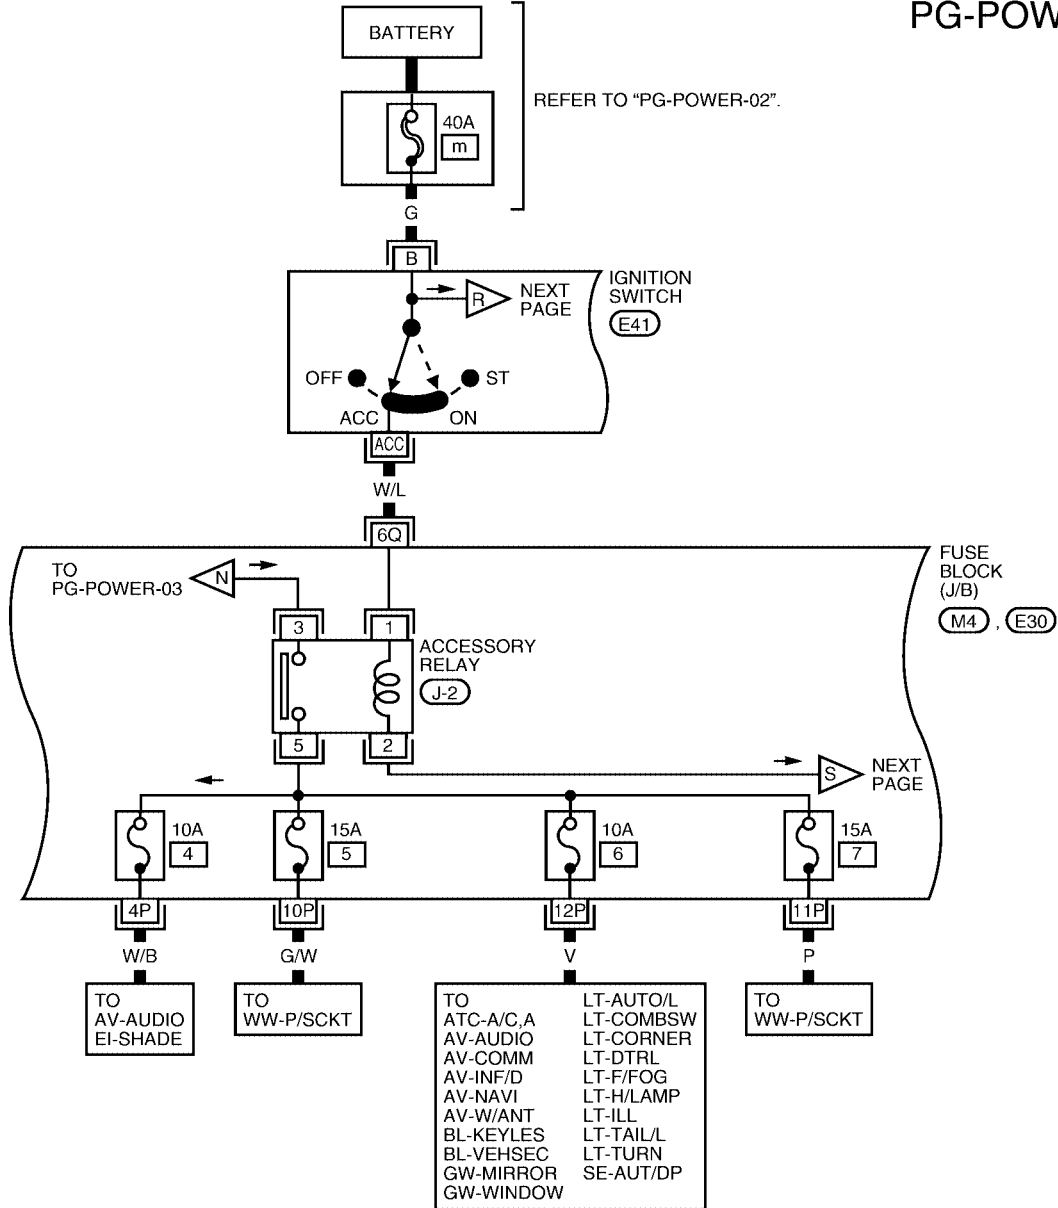 PG-POW
BATTERY
REFER TO “PG-POWER-02”.
40A
m
G
B
IGNITION
SWITCH
E41
R
NEXT
PAGE
OFF
ST
ACC
ON
ACC
W/L
6Q
FUSE
BLOCK
(J/B)
M4 , E30
TO
PG-POWER-03
N
3
1
ACCESSORY
RELAY
J-2
5
2
S
NEXT
PAGE
10A
4
15A
5
10A
6
15A
7
4P
10P
12P
11P
W/B
G/W
V
P
TO
AV-AUDIO
EI-SHADE
TO
WW-P/SCKT
TO
ATC-A/C,A
AV-AUDIO
AV-COMM
AV-INF/D
AV-NAVI
AV-W/ANT
BL-KEYLES
BL-VEHSEC
GW-MIRROR
GW-WINDOW
LT-AUTO/L
LT-COMBSW
LT-CORNER
LT-DTRL
LT-F/FOG
LT-H/LAMP
LT-ILL
LT-TAIL/L
LT-TURN
SE-AUT/DP
TO
WW-P/SCKT